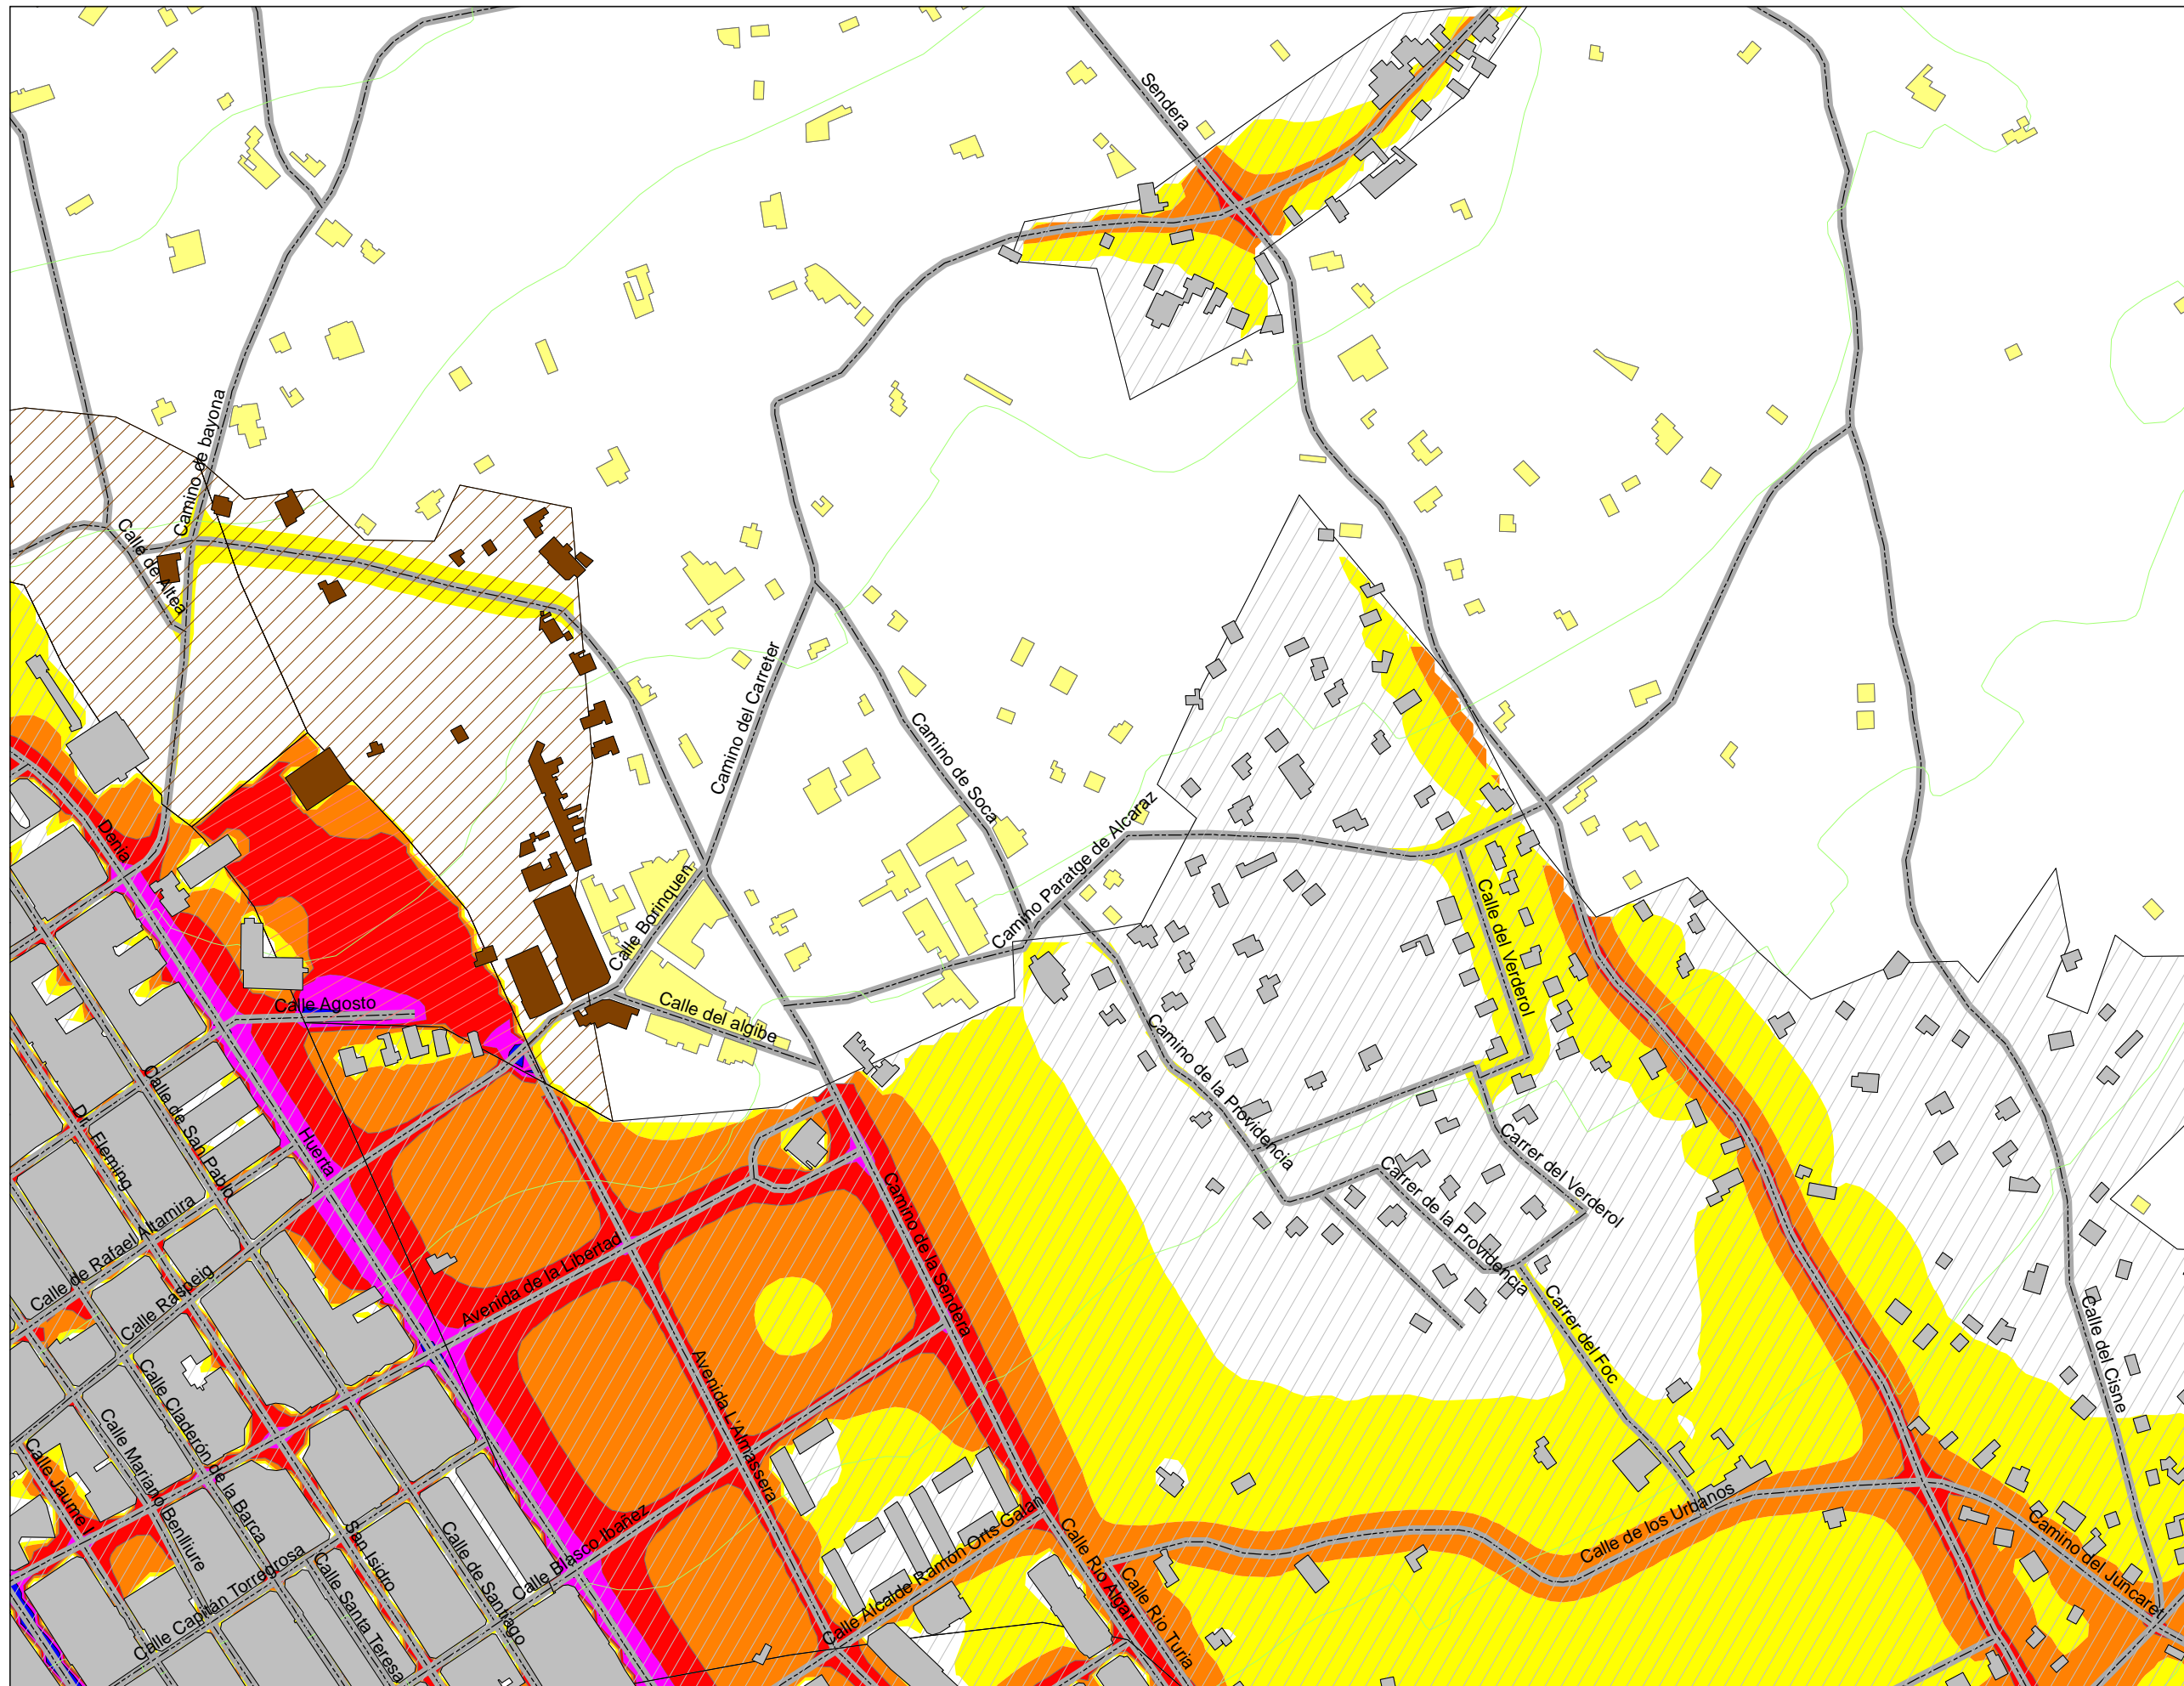 Sendera
Camino de bayona
Calle de Altea
Camino del Carreter
Camino de Soca
Camino Paratge de Alcaraz
Denia
Calle Borinquen
Calle del Verderol
Calle Agosto
Calle del algibe
Camino de la Providencia
Calle de San Pablo
Dr. Fleming
Huerta
Carrer del Verderol
Carrer de la Providencia
Camino de la Sendera
Calle de Rafael Altamira
Avenida de la Libertad
Calle Raspeig
Carrer del Foc
Calle del Cisne
Avenida L'Almassera
Calle Claderón de la Barca
Calle Mariano Benlliure
Calle Jaume I
Calle de los Urbanos
Calle Alcalde Ramón Orts Galán
Calle Blasco Ibañez
Calle Río Algar
Camino del Juncaret
San Isidro
Calle de Santiago
Calle Capitán Torregrosa
Calle Santa Teresa
Calle Rio Turia